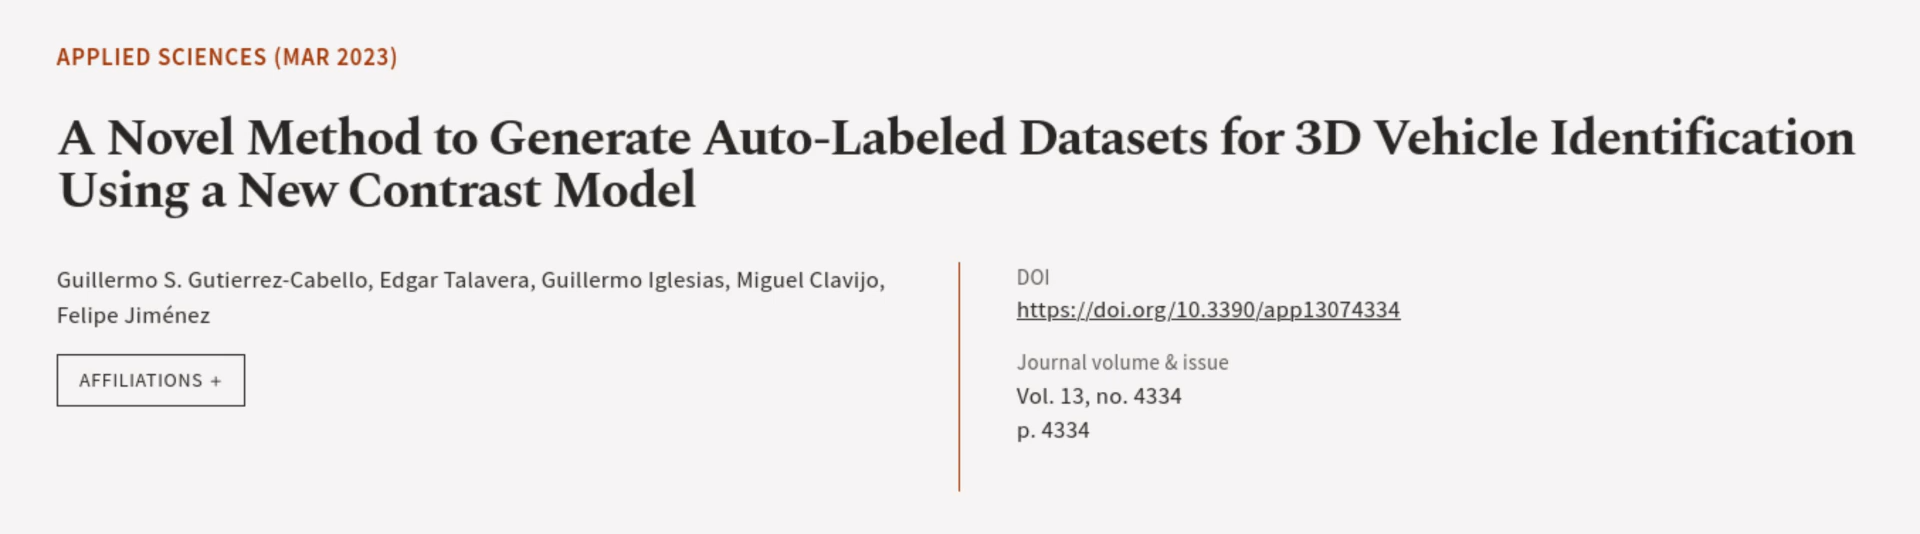 APPLIED SCIENCES (MAR 2023)
A Novel Method to Generate Auto-Labeled Datasets for 3D Vehicle Identification
Using a New Contrast Model
Guillermo S. Gutierrez-Cabello, Edgar Talavera, Guillermo Iglesias, Miguel Clavijo,
Felipe Jiménez
AFFILIATIONS +
DOI
https://doi.org/10.3390/app13074334
Journal volume & issue
Vol. 13, no. 4334
p. 4334